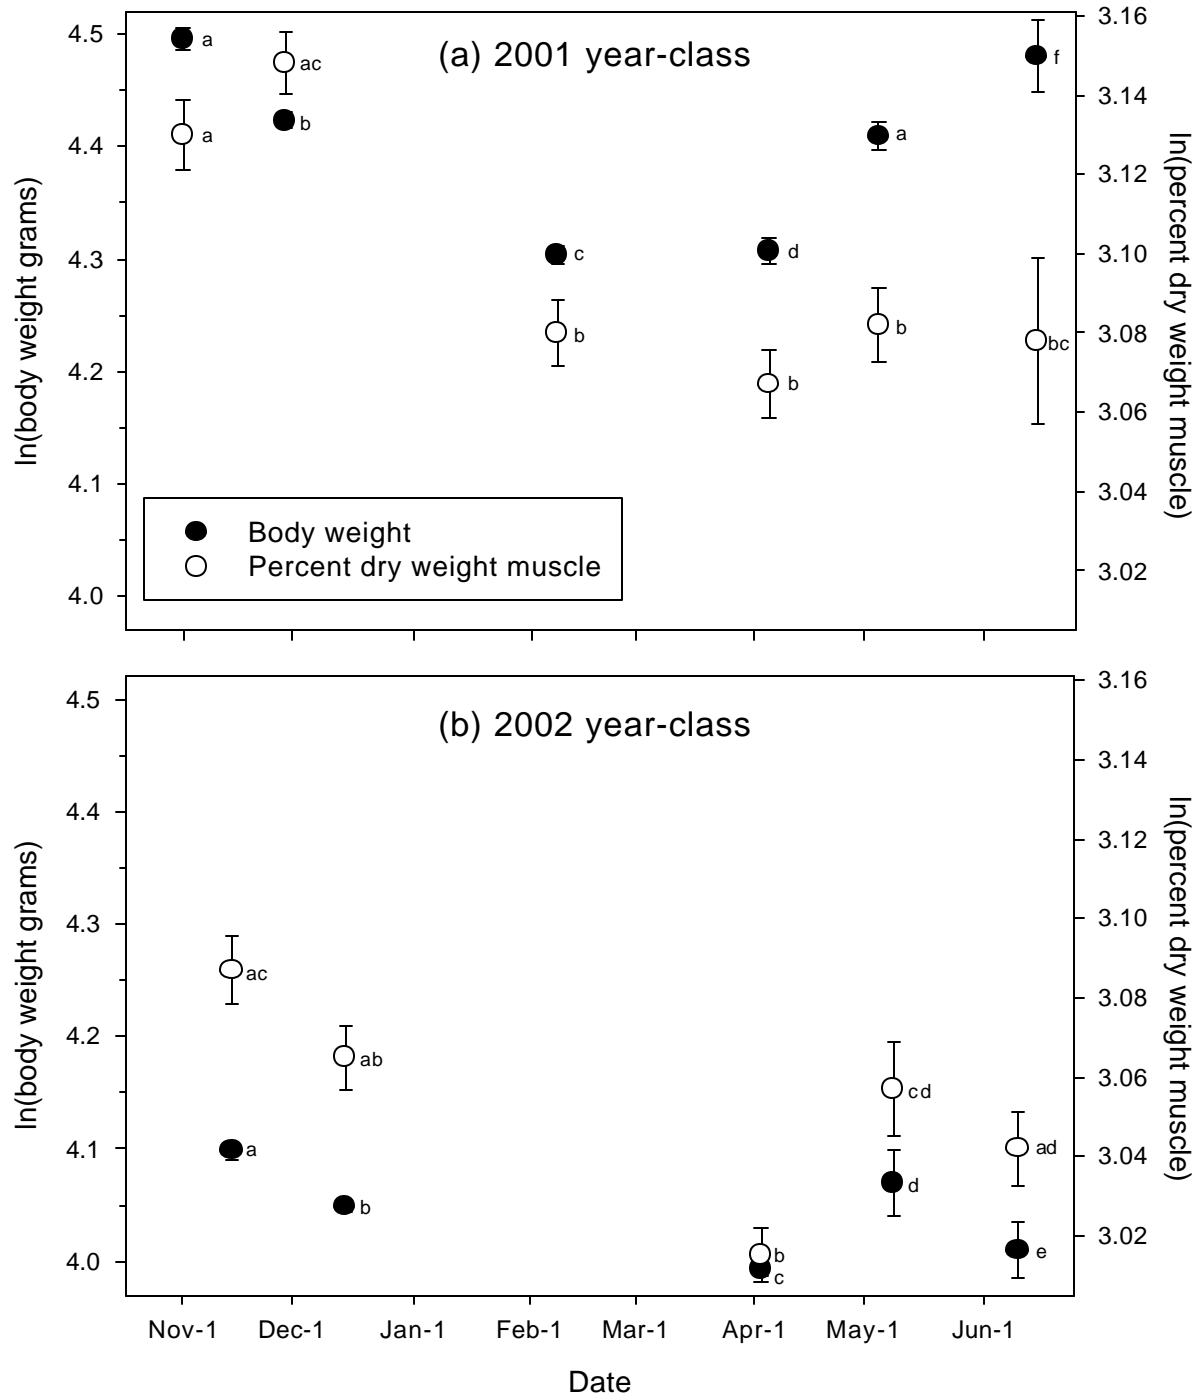 (a) 2001 year-class
4.5
4.4
4.3
4.2
4.1
4.0
ln(body weight grams)
3.16
3.14
3.12
3.10
3.08
3.06
3.04
3.02
ln(percent dry weight muscle)
a
a
ac
b
c
b
d
b
a
b
f
bc
Body weight
Percent dry weight muscle
(b) 2002 year-class
4.5
4.4
4.3
4.2
4.1
4.0
ln(body weight grams)
3.16
3.14
3.12
3.10
3.08
3.06
3.04
3.02
ln(percent dry weight muscle)
ac
a
ab
b
b
c
cd
d
ad
e
Nov-1 Dec-1 Jan-1 Feb-1 Mar-1 Apr-1 May-1 Jun-1
Date